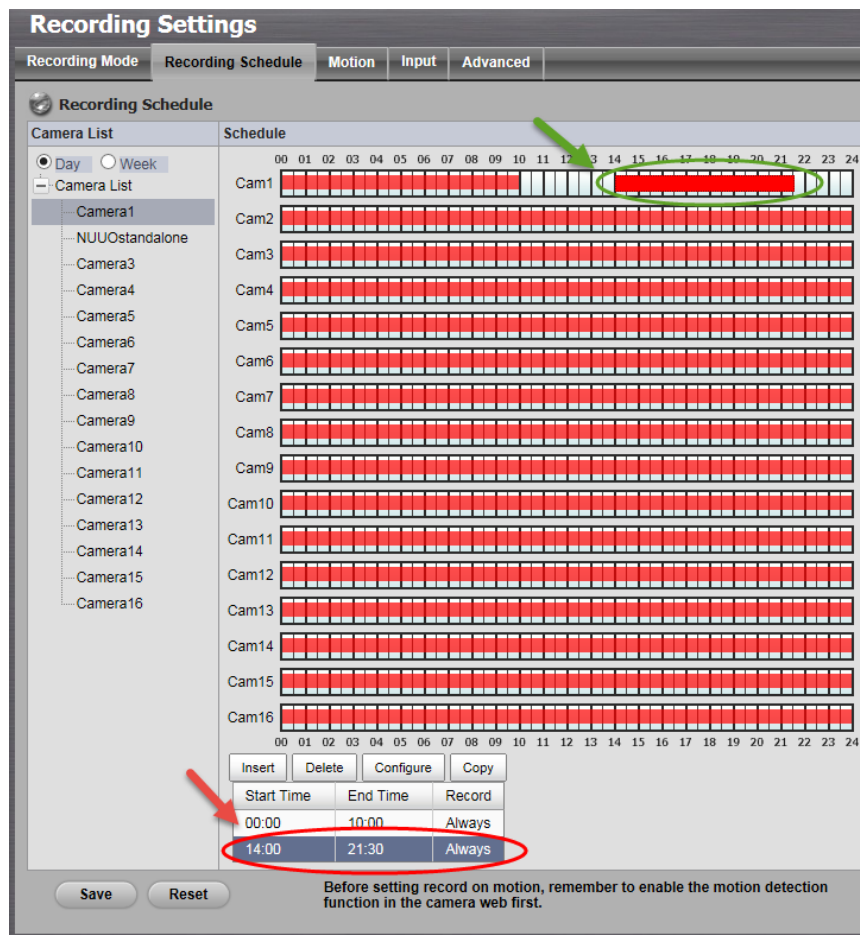 Recording Settings
Recording Mode Recording Schedule Motion Input Advanced
Recording Schedule
Camera List Schedule
Day Week
Camera List
Camera1
NUUOstandalone
Camera3
Camera4
Camera5
Camera6
Camera7
Camera8
Camera9
Camera10
Camera11
Camera12
Camera13
Camera14
Camera15
Camera16
00 01 02 03 04 05 06 07 08 09 10 11 12 13 14 15 16 17 18 19 20 21 22 23 24
Cam1
Cam2
Cam3
Cam4
Cam5
Cam6
Cam7
Cam8
Cam9
Cam10
Cam11
Cam12
Cam13
Cam14
Cam15
Cam16
00 01 02 03 04 05 06 07 08 09 10 11 12 13 14 15 16 17 18 19 20 21 22 23 24
Insert Delete Configure Copy
Start Time End Time Record
00:00 10:00 Always
14:00 21:30 Always
Save Reset
Before setting record on motion, remember to enable the motion detection
function in the camera web first.